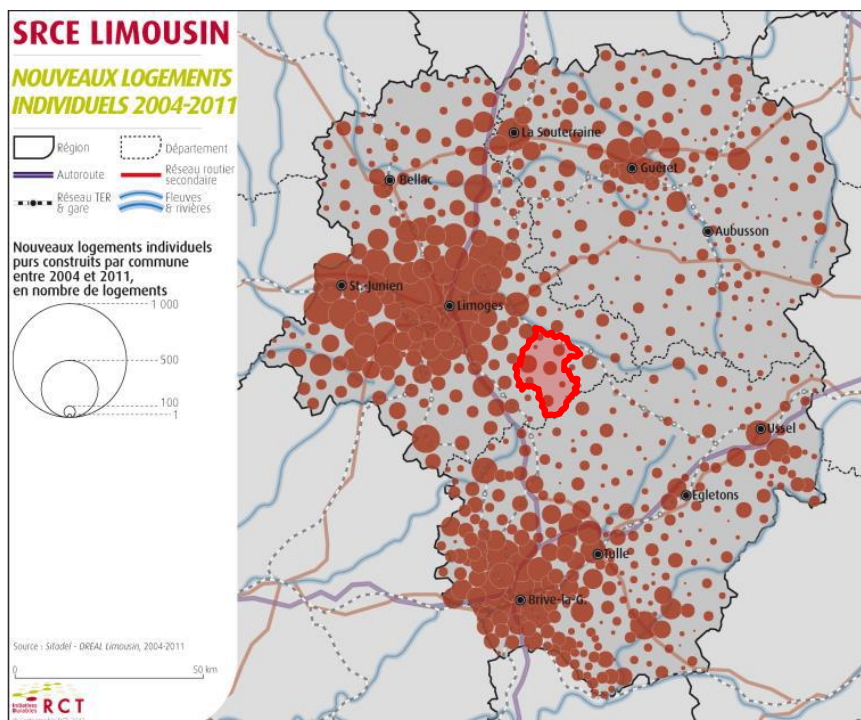 SRCE LIMOUSIN
NOUVEAUX LOGEMENTS
INDIVIDUELS 2004-2011
Région
Département
Autoroute
Réseau routier
secondaire
Réseau TER
& gare
Fleuves
& rivières
Nouveaux logements individuels
purs construits par commune
entre 2004 et 2011,
en nombre de logements
1 000
500
100
1
La Souterraine
Guéret
Bellac
Aubusson
St.-Junien
Limoges
Ussel
Egletons
Tulle
Brive-la-G.
Source : Sitadel - DREAL Limousin, 2004-2011
0
50 km
Initiatives
Durables
RCT